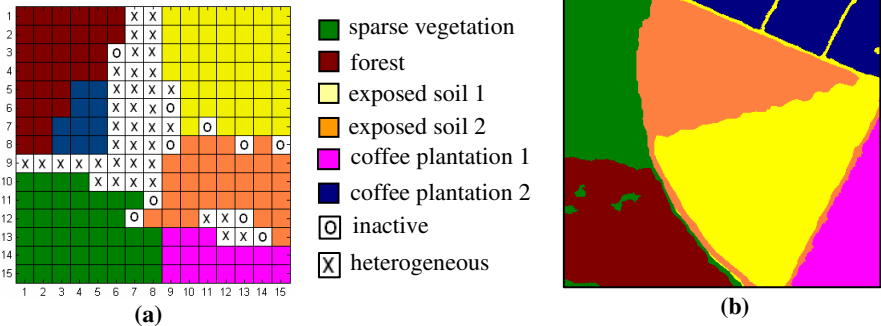 1 X X
2 X X
3 O X X
4 X X X
5 X X X X
6 X X X O
7 X X X X O
8 X X X O O O
9 X X X X X X X X
10 X X X X
11 O
12 O X X O
13 X X O
14
15
1 2 3 4 5 6 7 8 9 10 11 12 13 14 15
(a)
sparse vegetation
forest
exposed soil 1
exposed soil 2
coffee plantation 1
coffee plantation 2
O inactive
X heterogeneous
(b)